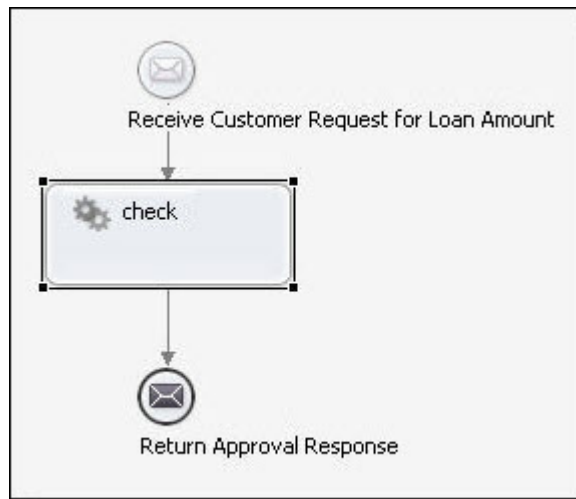 Receive Customer Request for Loan Amount
check
Return Approval Response